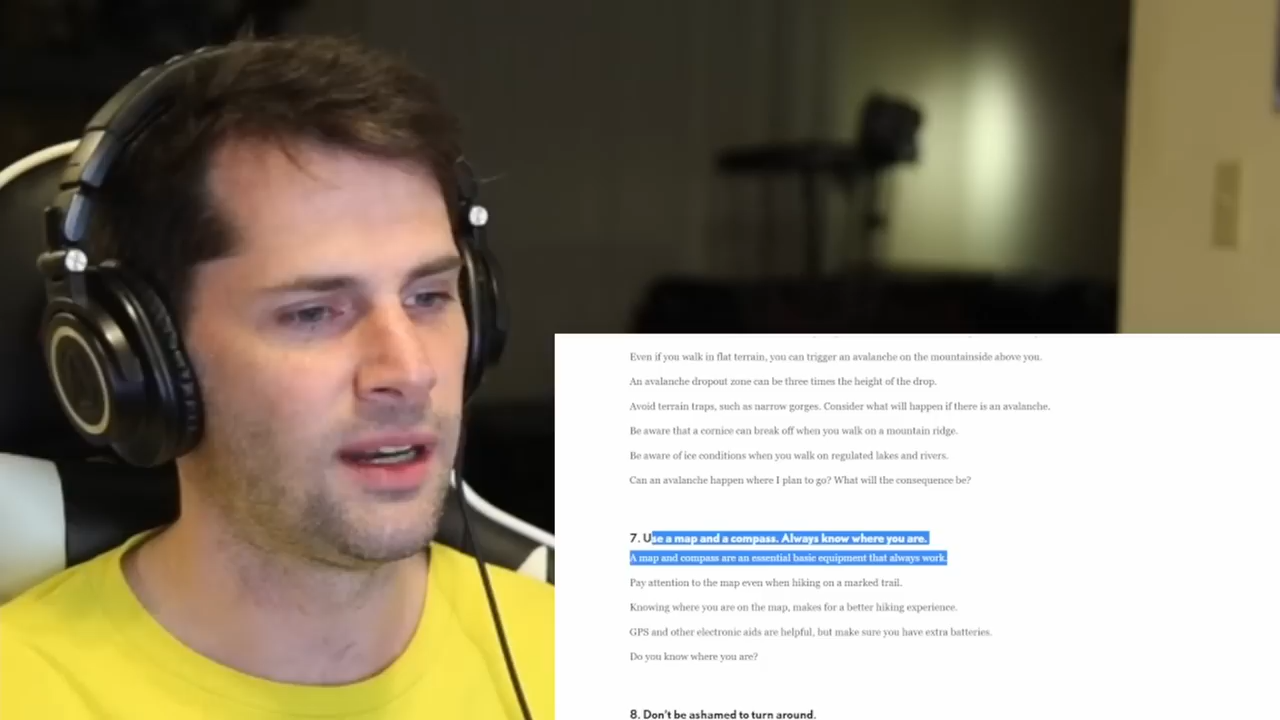 Even if you walk in flat terrain, you can trigger an avalanche on the mountainside above you.
An avalanche dropout zone can be three times the height of the drop.
Avoid terrain traps, such as narrow gorges. Consider what will happen if there is an avalanche.
Be aware that a cornice can break off when you walk on a mountain ridge.
Be aware of ice conditions when you walk on regulated lakes and rivers.
Can an avalanche happen where I plan to go? What will the consequence be?
7. Use a map and a compass. Always know where you are.
A map and compass are an essential basic equipment that always work.
Pay attention to the map even when hiking on a marked trail.
Knowing where you are on the map, makes for a better hiking experience.
GPS and other electronic aids are helpful, but make sure you have extra batteries.
Do you know where you are?
8. Don't be ashamed to turn around.